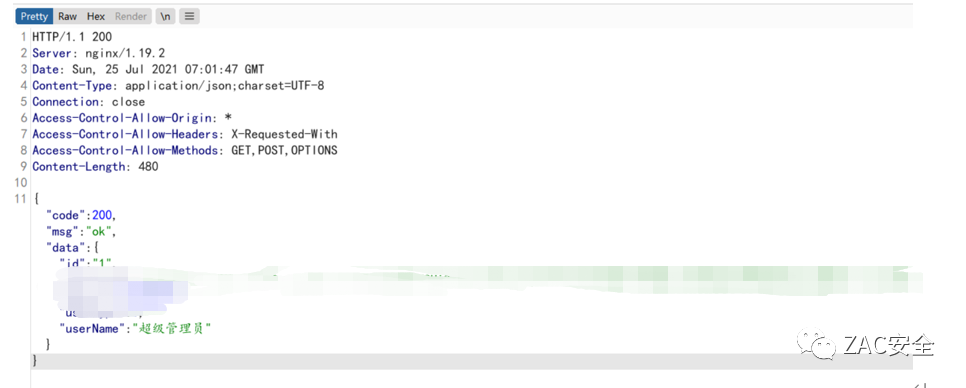 Pretty Raw Hex Render \n
1 HTTP/1.1 200
2 Server: nginx/1.19.2
3 Date: Sun, 25 Jul 2021 07:01:47 GMT
4 Content-Type: application/json;charset=UTF-8
5 Connection: close
6 Access-Control-Allow-Origin: *
7 Access-Control-Allow-Headers: X-Requested-With
8 Access-Control-Allow-Methods: GET,POST,OPTIONS
9 Content-Length: 480
10
11 {
"code":200,
"msg":"ok",
"data":{
"id":"1",
"userName":"超级管理员"
}
}
ZAC安全